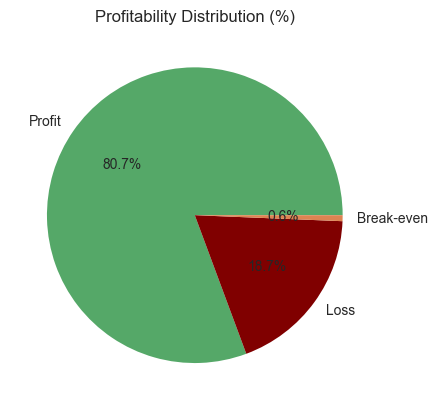 Profitability Distribution (%)
Profit
80.7%
0.6%
Break-even
18.7%
Loss